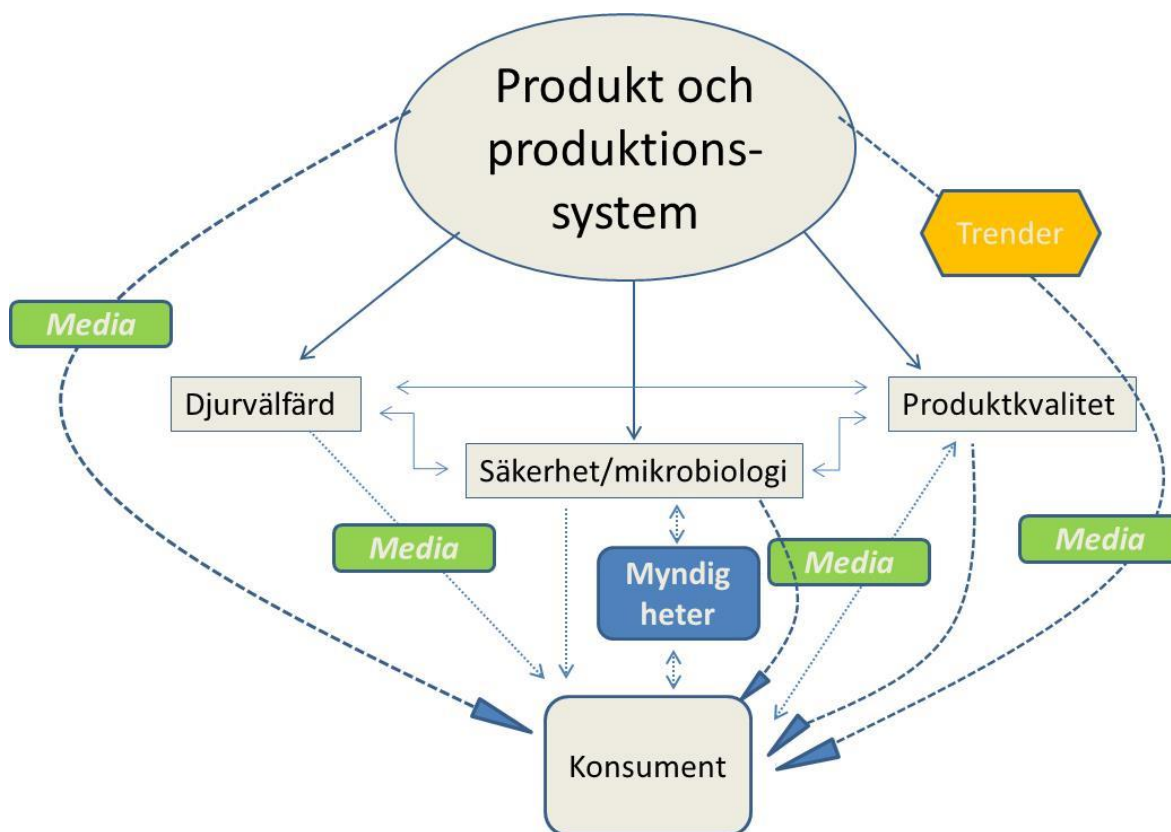 Produkt och
produktions-
system
Trender
Media
Djurvälfärd
Produktkvalitet
Säkerhet/mikrobiologi
Media
Myndig
heter
Media
Media
Konsument